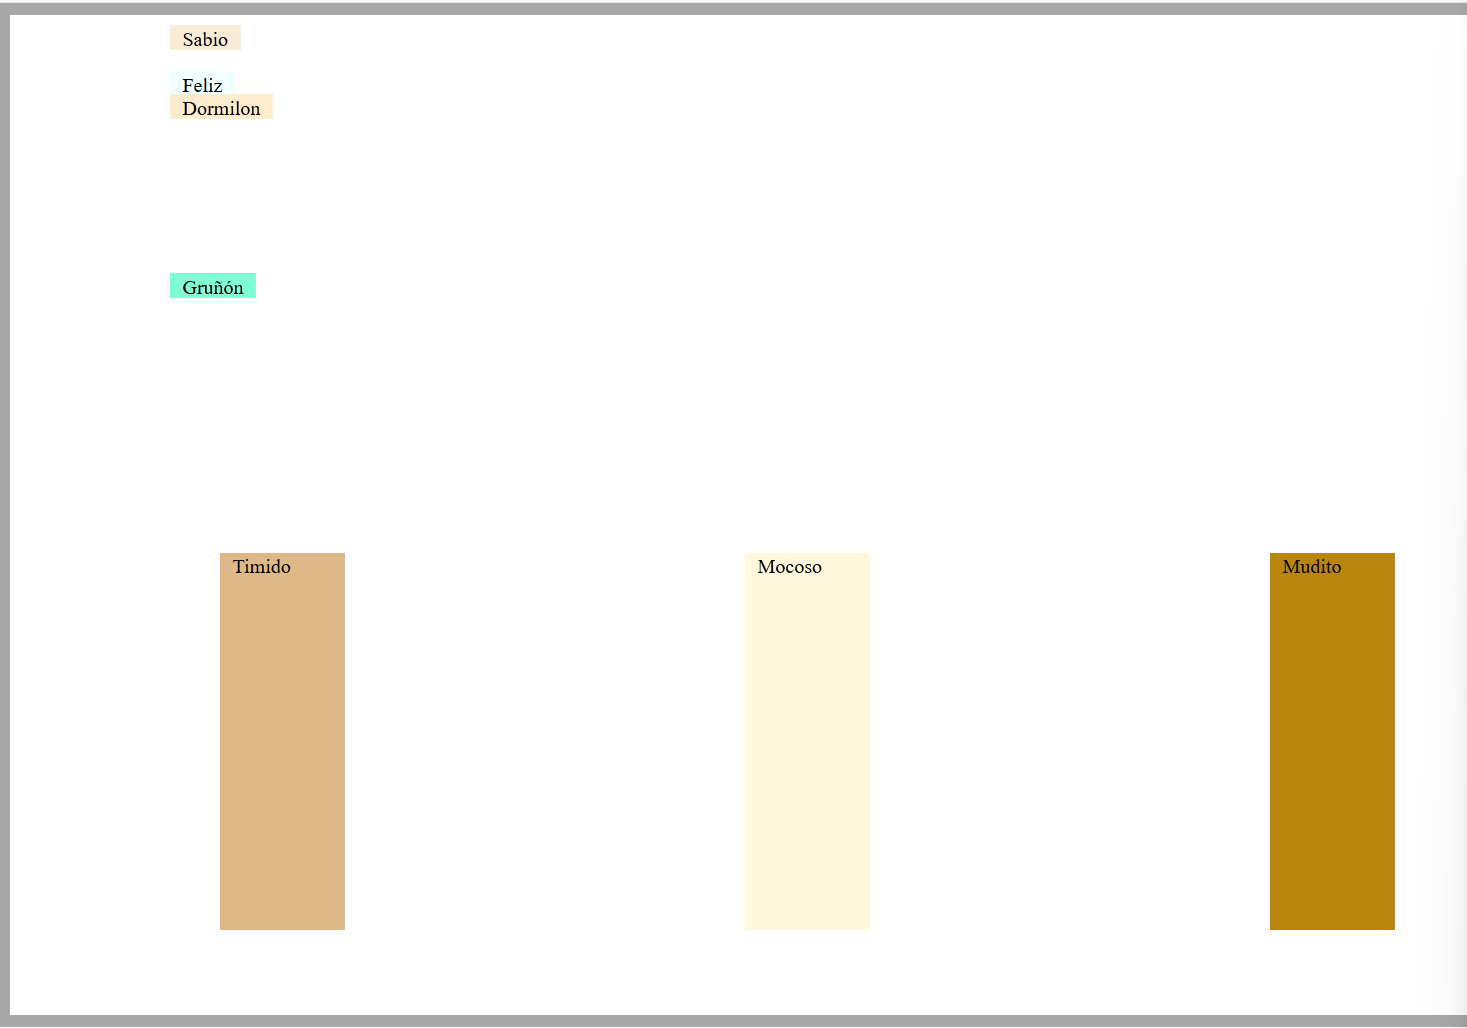 Sabio
Feliz
Dormilon
Gruñón
Timido
Mocoso
Mudito